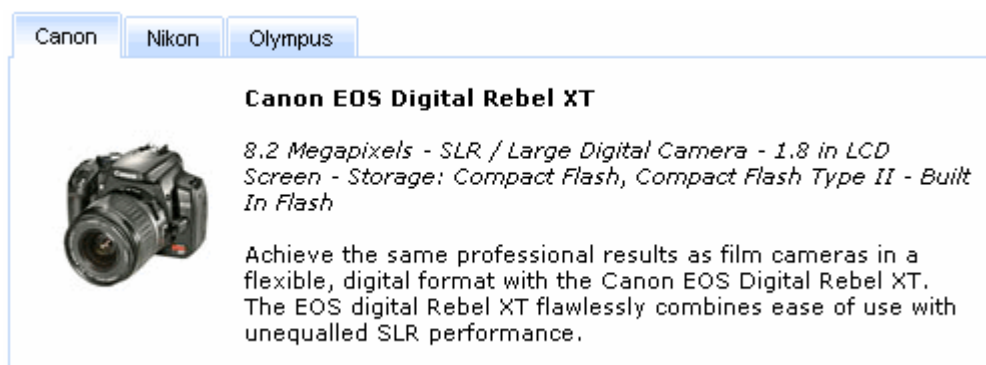 Canon Nikon Olympus
Canon EOS Digital Rebel XT
8.2 Megapixels - SLR / Large Digital Camera - 1.8 in LCD
Screen - Storage: Compact Flash, Compact Flash Type II - Built
In Flash
Achieve the same professional results as film cameras in a
flexible, digital format with the Canon EOS Digital Rebel XT.
The EOS digital Rebel XT flawlessly combines ease of use with
unequalled SLR performance.